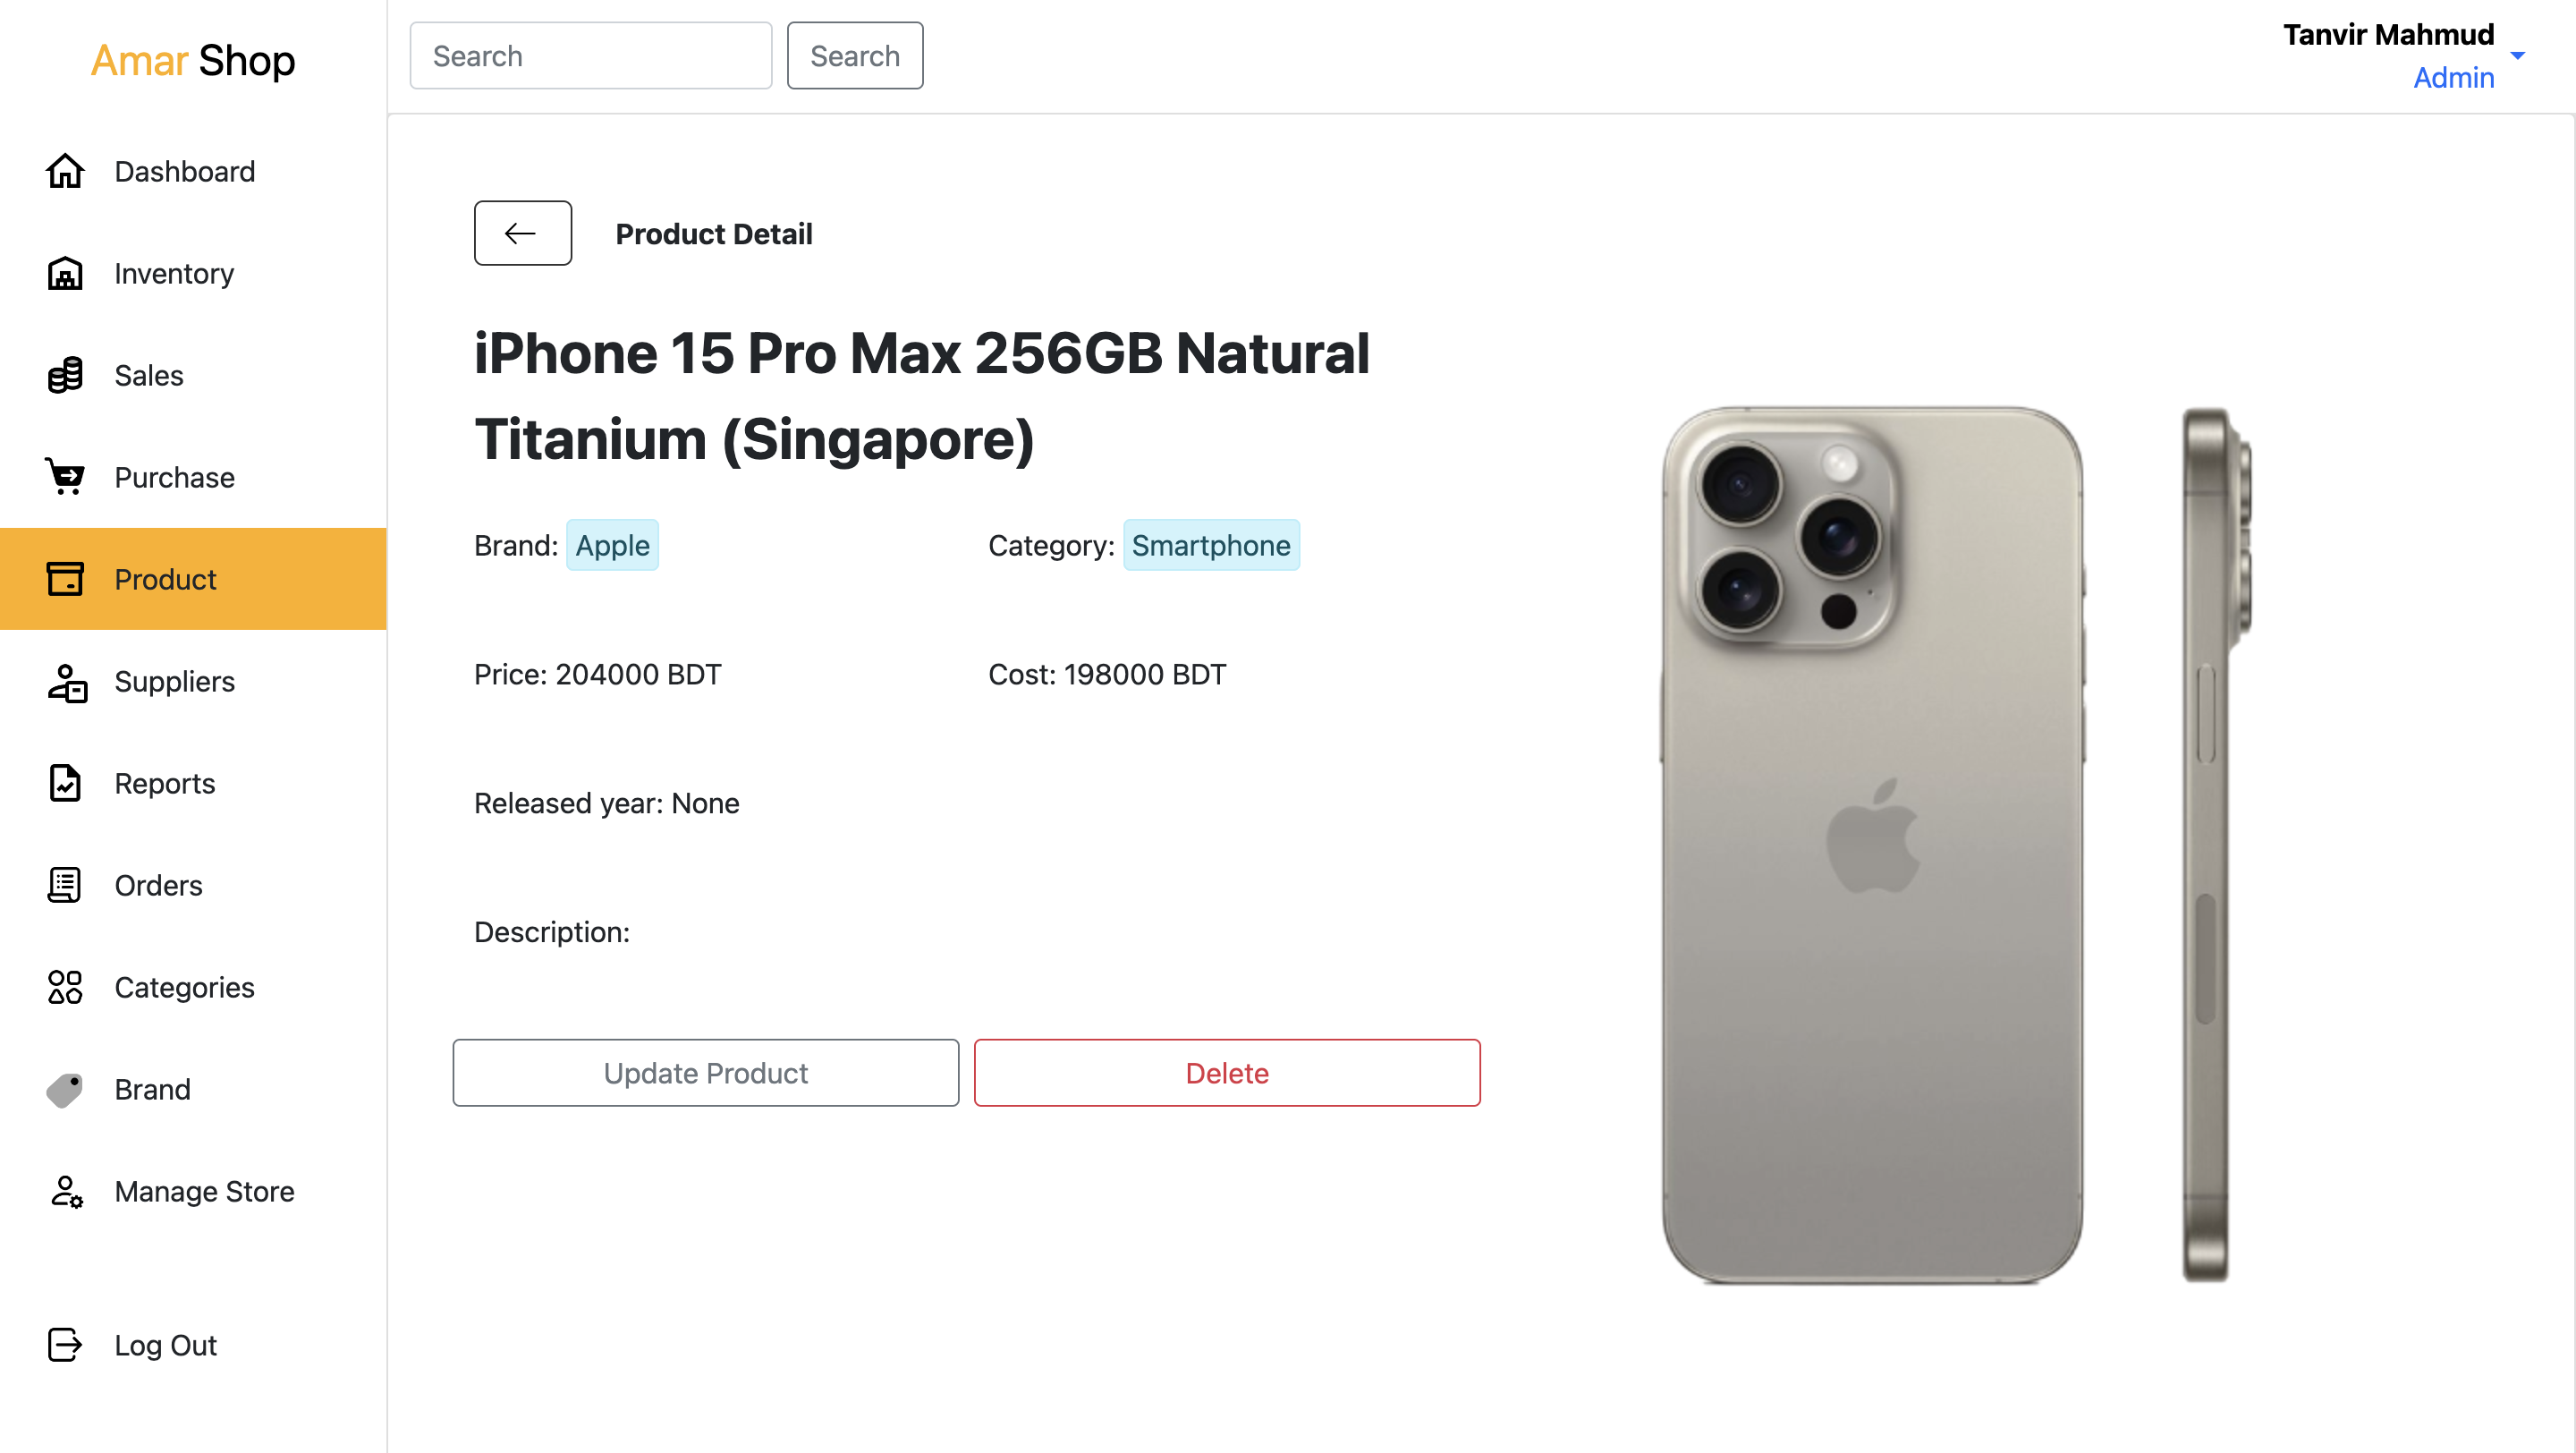 Amar Shop
Search
Search
Tanvir Mahmud
Admin
Dashboard
Inventory
Sales
Purchase
Product
Suppliers
Reports
Orders
Categories
Brand
Manage Store
Log Out
Product Detail
iPhone 15 Pro Max 256GB Natural
Titanium (Singapore)
Brand: Apple
Category: Smartphone
Price: 204000 BDT
Cost: 198000 BDT
Released year: None
Description:
Update Product
Delete